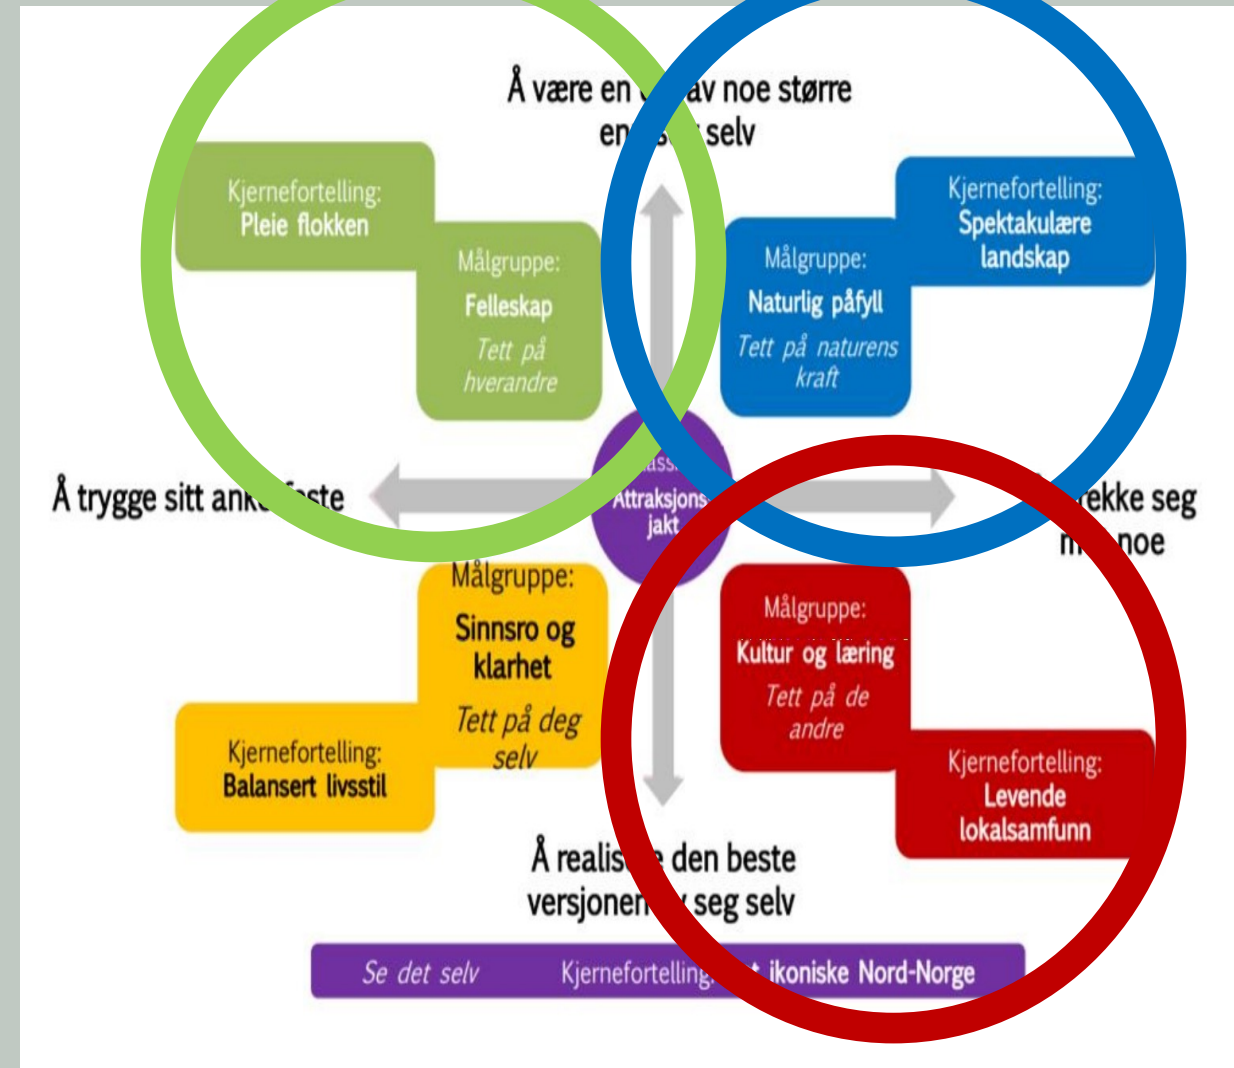 Å være en av noe større
en selv
Kjernefortelling:
Pleie flokken
Målgruppe:
Felleskap
Tett på
hverandre
Målgruppe:
Naturlig påfyll
Tett på naturens
kraft
Kjernefortelling:
Spektakulære
landskap
Å trygge sitt
Attraksjons
jakt
seg
noe
Målgruppe:
Sinnsro og
klarhet
Tett på deg
selv
Kjernefortelling:
Balansert livsstil
Målgruppe:
Kultur og læring
Tett på de
andre
Kjernefortelling:
Levende
lokalsamfunn
Å den beste
versjonen seg selv
Se det selv Kjernefortelling: ikoniske Nord-Norge